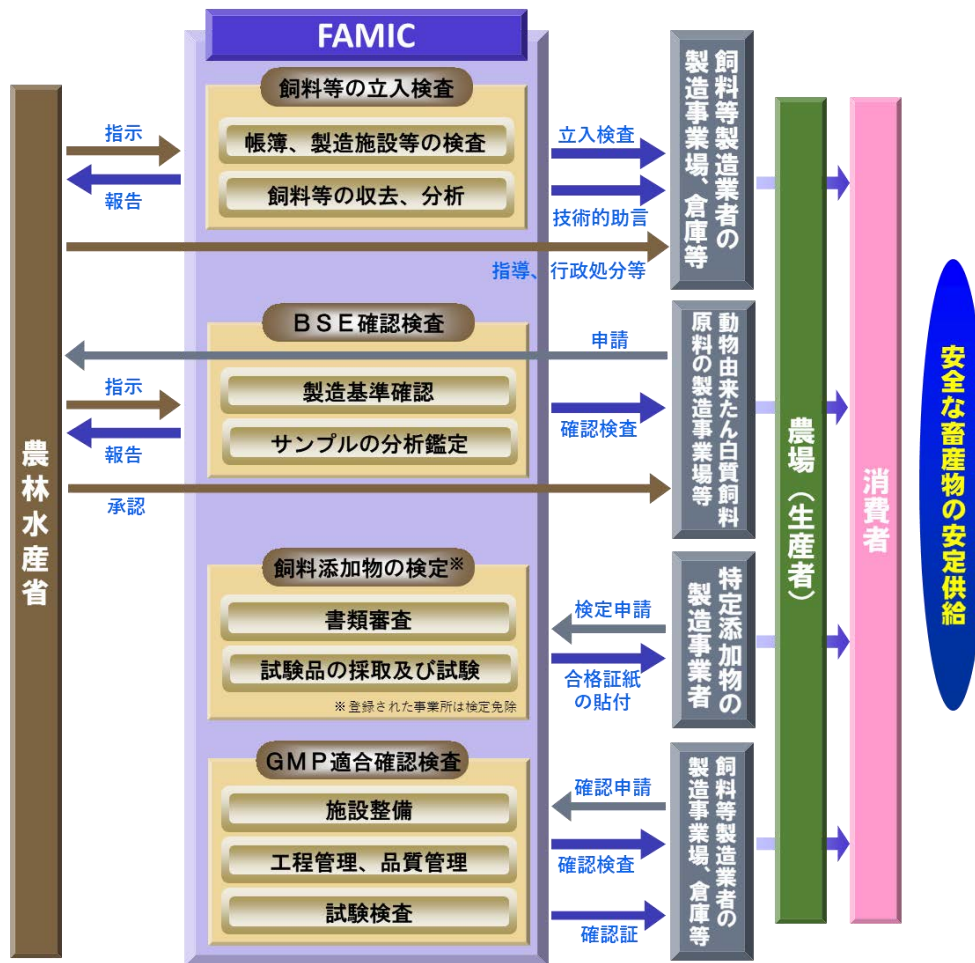 FAMIC
農林水産省
飼料等の立入検査
帳簿、製造施設等の検査
飼料等の収去、分析
指示
報告
立入検査
技術的助言
指導、行政処分等
飼料等製造業者の
製造事業場、倉庫等
BSE確認検査
申請
製造基準確認
サンプルの分析鑑定
指示
報告
確認検査
承認
動物由来たん白質飼料
原料の製造事業場等
飼料添加物の検定※
書類審査
試験品の採取及び試験
※登録された事業所は検定免除
検定申請
合格証紙
の貼付
特定添加物の
製造事業者
GMP適合確認検査
施設整備
工程管理、品質管理
試験検査
確認申請
確認検査
確認証
飼料等製造業者の
製造事業場、倉庫等
農場（生産者）
消費者
安全な畜産物の安定供給